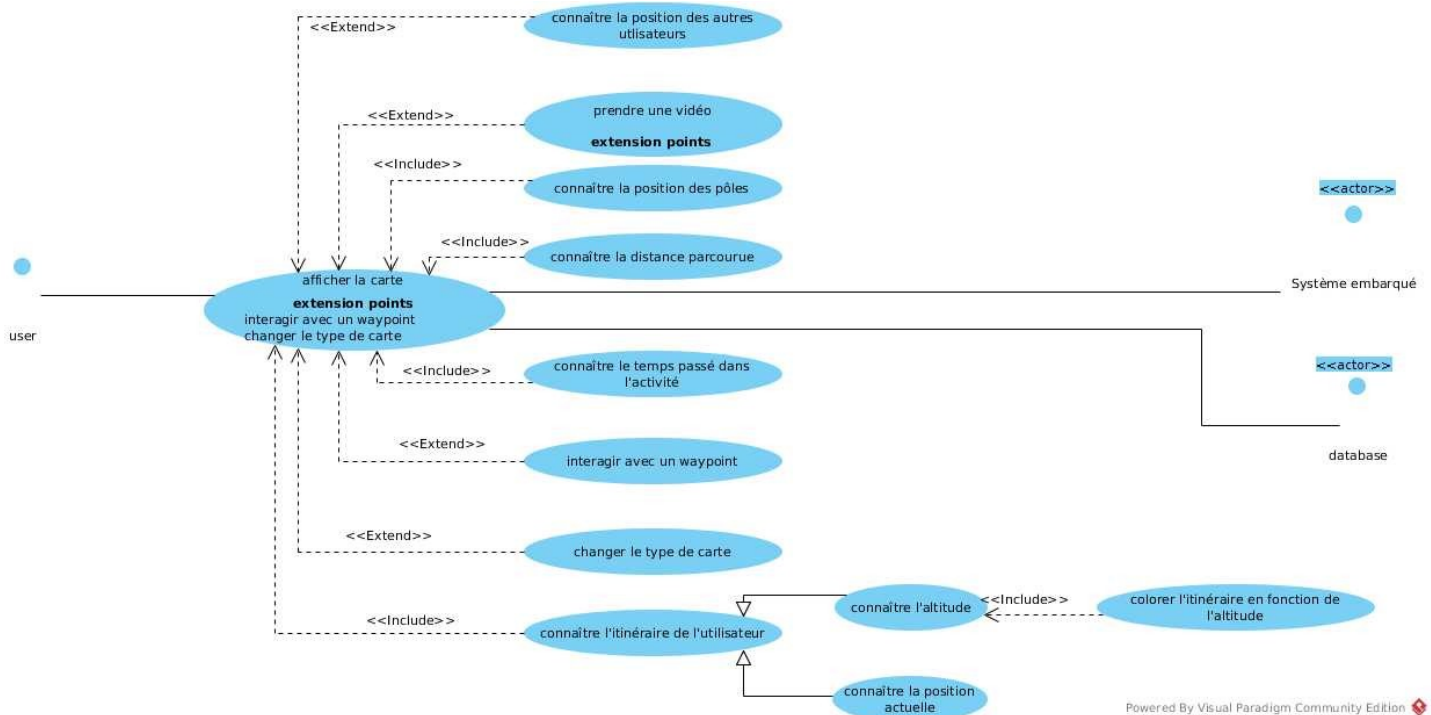 connaître la position des autres
utlisateurs
<<Extend>>
prendre une vidéo
extension points
<<Extend>>
<<Include>>
connaître la position des pôles
<<actor>>
<<Include>>
connaître la distance parcourue
afficher la carte
extension points
interagir avec un waypoint
changer le type de carte
user
Système embarqué
<<Include>>
connaître le temps passé dans
l'activité
<<actor>>
<<Extend>>
interagir avec un waypoint
database
<<Extend>>
changer le type de carte
<<Include>>
connaître l'itinéraire de l'utilisateur
connaître l'altitude
<<Include>>
colorer l'itinéraire en fonction de
l'altitude
connaître la position
actuelle
Powered By Visual Paradigm Community Edition